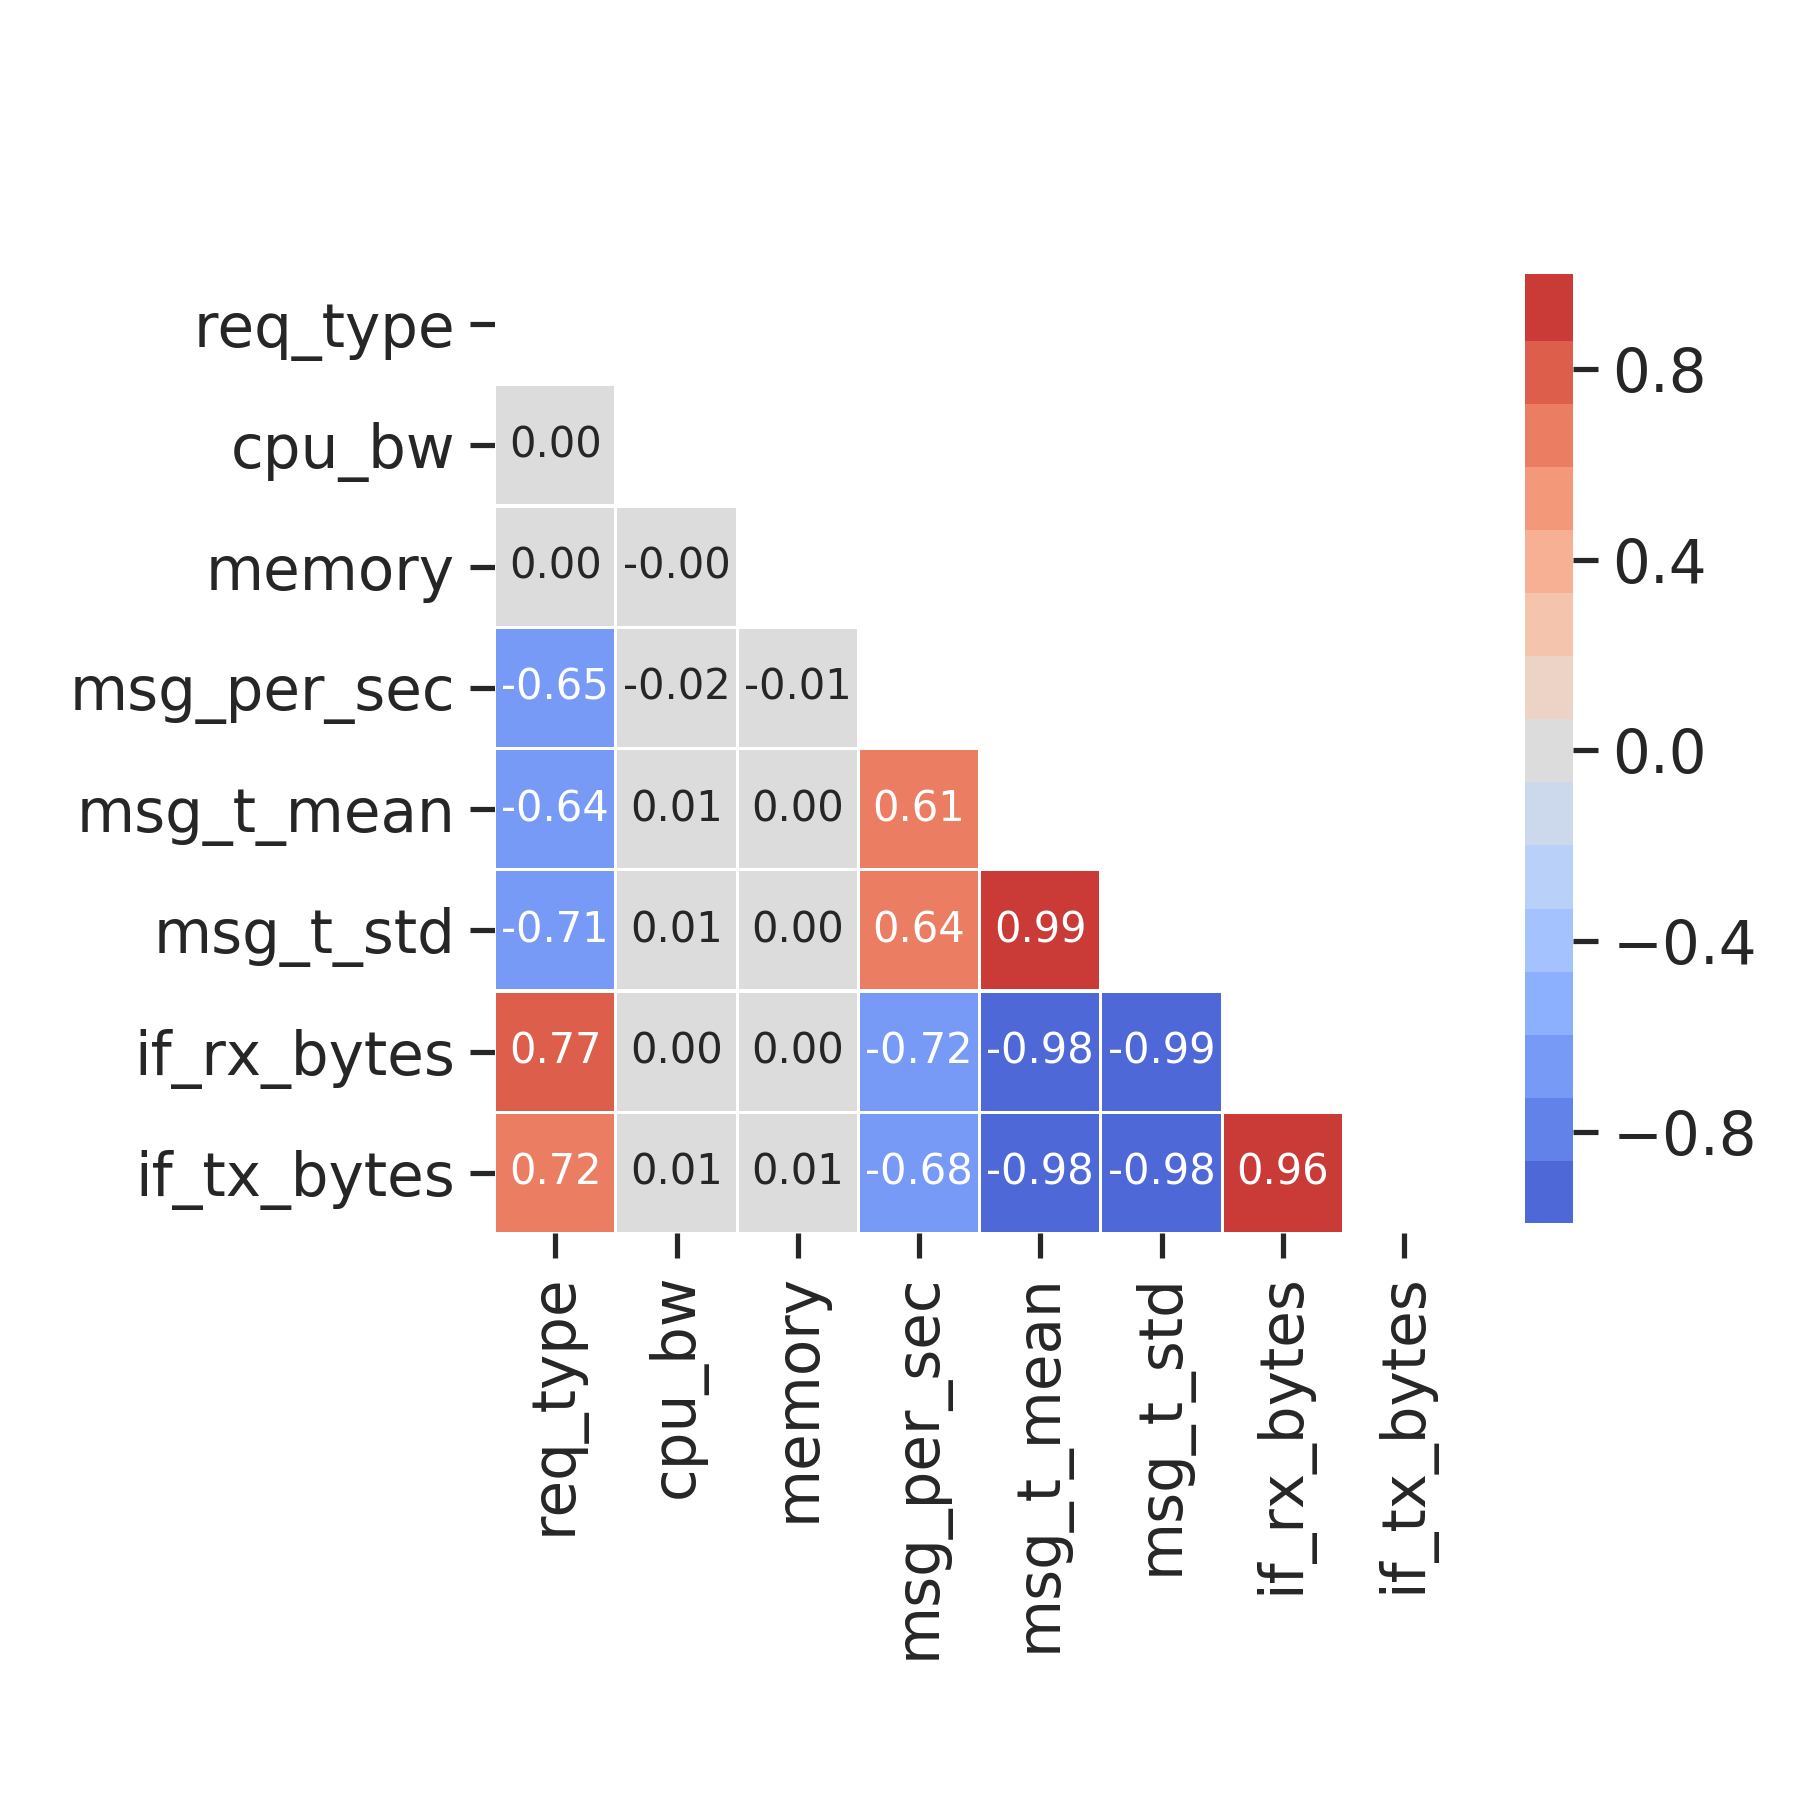 req_type
cpu_bw 0.00
memory 0.00 -0.00
msg_per_sec -0.65 -0.02 -0.01
msg_t_mean -0.64 0.01 0.00 0.61
msg_t_std -0.71 0.01 0.00 0.64 0.99
if_rx_bytes 0.77 0.00 0.00 -0.72 -0.98 -0.99
if_tx_bytes 0.72 0.01 0.01 -0.68 -0.98 -0.98 0.96
req_type
cpu_bw
memory
msg_per_sec
msg_t_mean
msg_t_std
if_rx_bytes
if_tx_bytes
0.8
0.4
0.0
−0.4
−0.8